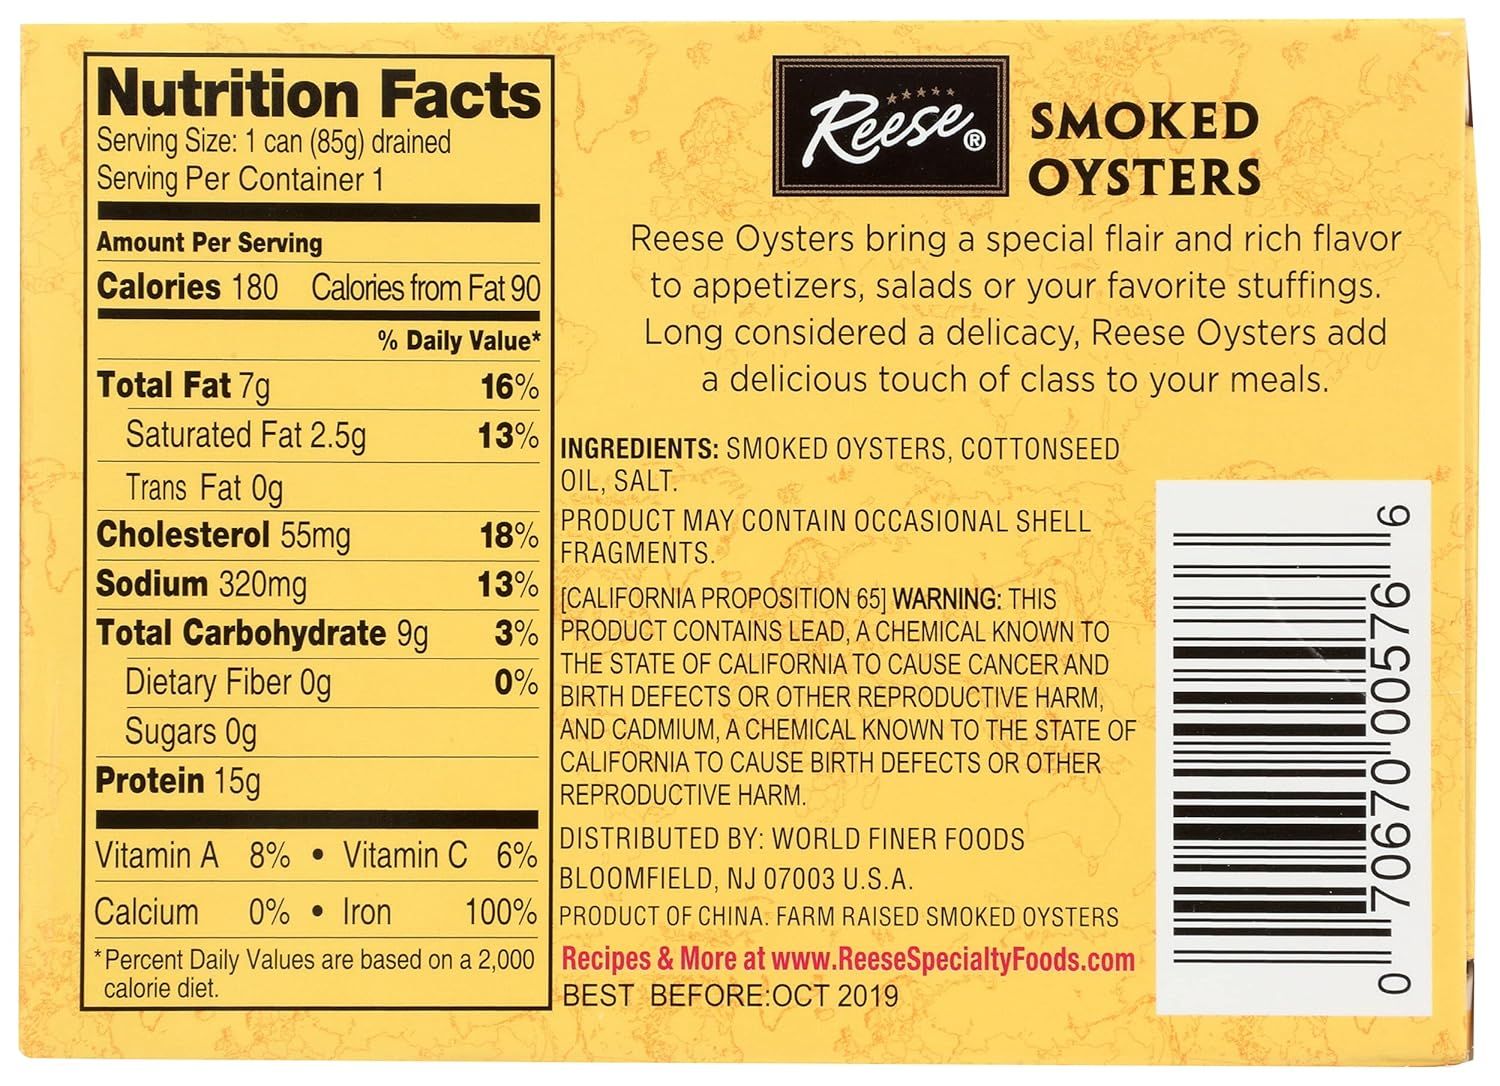 Nutrition Facts
Serving Size: 1 can (85g) drained
Serving Per Container 1
Amount Per Serving
Calories 180 Calories from Fat 90
% Daily Value*
Total Fat 7g 16%
Saturated Fat 2.5g 13%
Trans Fat 0g
Cholesterol 55mg 18%
Sodium 320mg 13%
Total Carbohydrate 9g 3%
Dietary Fiber 0g 0%
Sugars 0g
Protein 15g
Vitamin A 8% • Vitamin C 6%
Calcium 0% • Iron 100%
*Percent Daily Values are based on a 2,000
calorie diet.
Reese®
SMOKED
OYSTERS
Reese Oysters bring a special flair and rich flavor
to appetizers, salads or your favorite stuffings.
Long considered a delicacy, Reese Oysters add
a delicious touch of class to your meals.
INGREDIENTS: SMOKED OYSTERS, COTTONSEED
OIL, SALT.
PRODUCT MAY CONTAIN OCCASIONAL SHELL
FRAGMENTS.
[CALIFORNIA PROPOSITION 65] WARNING: THIS
PRODUCT CONTAINS LEAD, A CHEMICAL KNOWN TO
THE STATE OF CALIFORNIA TO CAUSE CANCER AND
BIRTH DEFECTS OR OTHER REPRODUCTIVE HARM,
AND CADMIUM, A CHEMICAL KNOWN TO THE STATE OF
CALIFORNIA TO CAUSE BIRTH DEFECTS OR OTHER
REPRODUCTIVE HARM.
DISTRIBUTED BY: WORLD FINER FOODS
BLOOMFIELD, NJ 07003 U.S.A.
PRODUCT OF CHINA. FARM RAISED SMOKED OYSTERS
Recipes & More at www.ReeseSpecialtyFoods.com
BEST BEFORE:OCT 2019
0 70670 00576 6